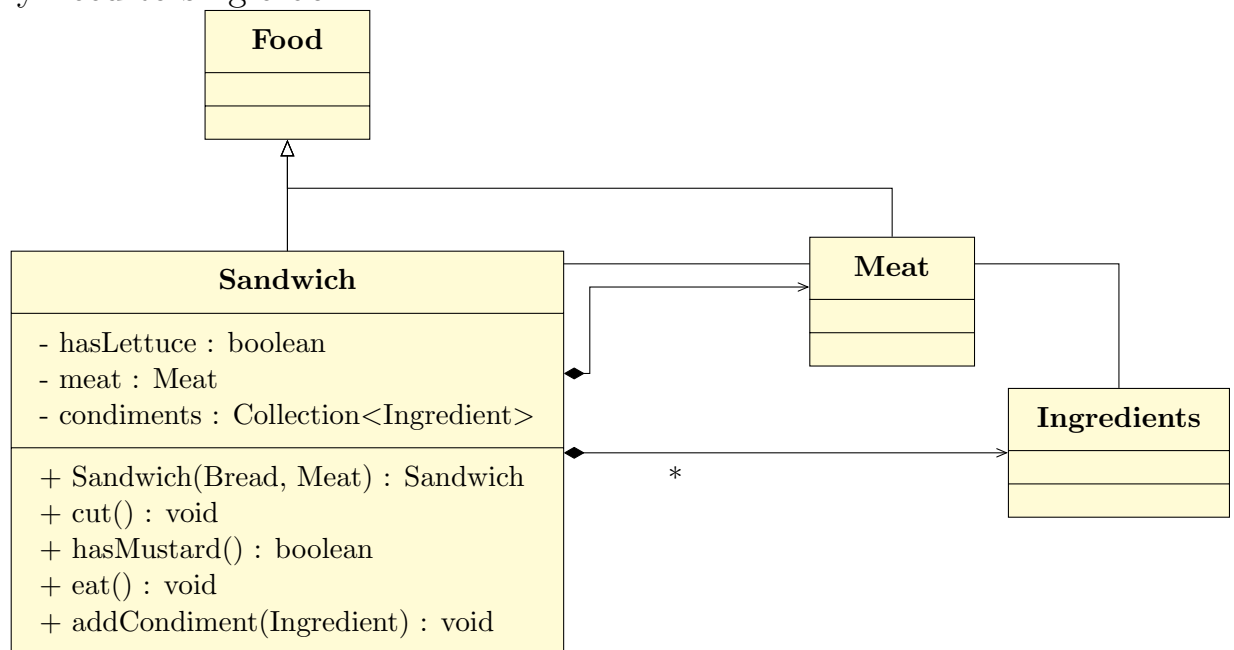 Food
Sandwich
- hasLettuce : boolean
- meat : Meat
- condiments : Collection<Ingredient>
+ Sandwich(Bread, Meat) : Sandwich
+ cut() : void
+ hasMustard() : boolean
+ eat() : void
+ addCondiment(Ingredient) : void
Meat
Ingredients
*